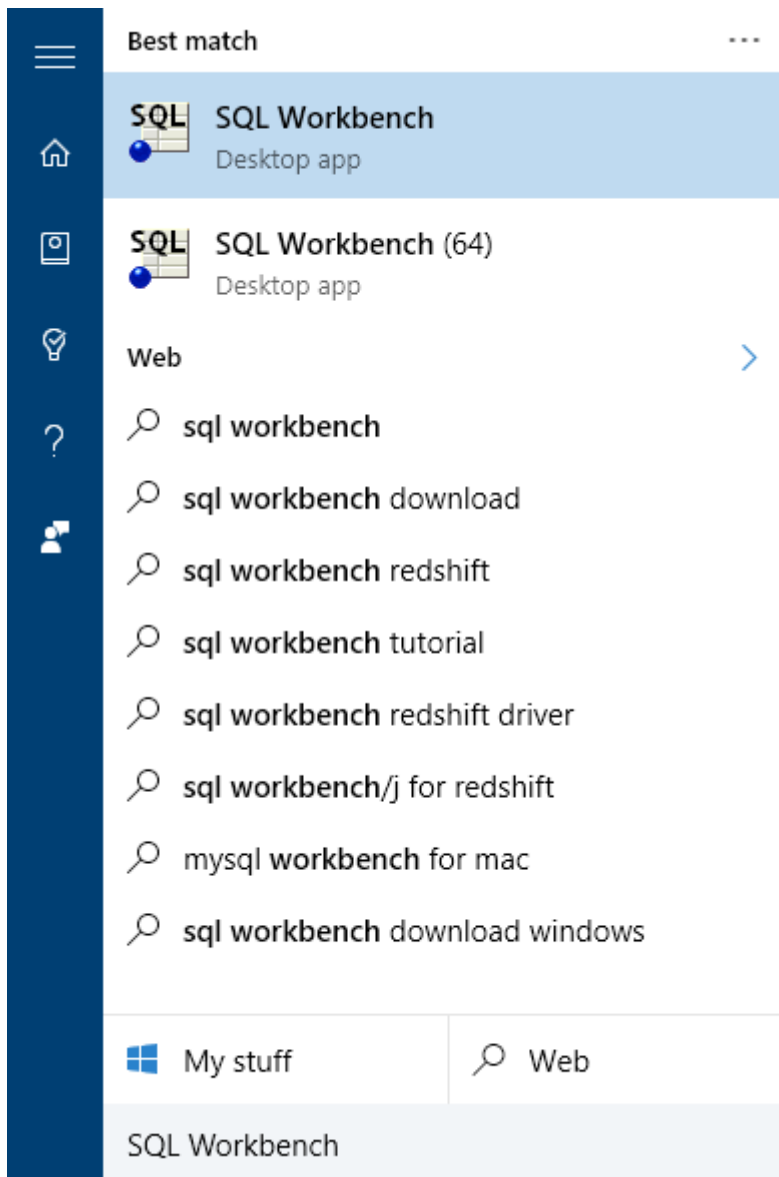 Best match
SQL
SQL Workbench
Desktop app
SQL
SQL Workbench (64)
Desktop app
Web
sql workbench
sql workbench download
sql workbench redshift
sql workbench tutorial
sql workbench redshift driver
sql workbench/j for redshift
mysql workbench for mac
sql workbench download windows
My stuff
Web
SQL Workbench